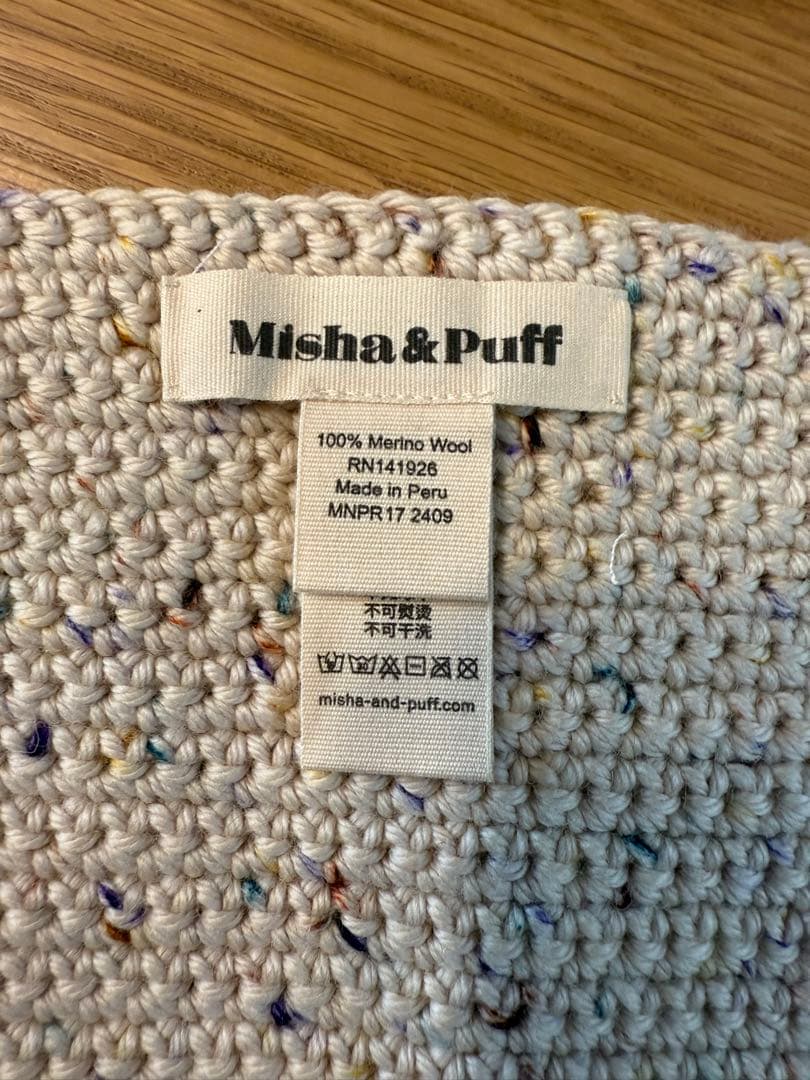 Misha & Puff
100% Merino Wool
RN141926
Made in Peru
MNPR17 2409
不可熨烫
不可干洗
misha-and-puff.com